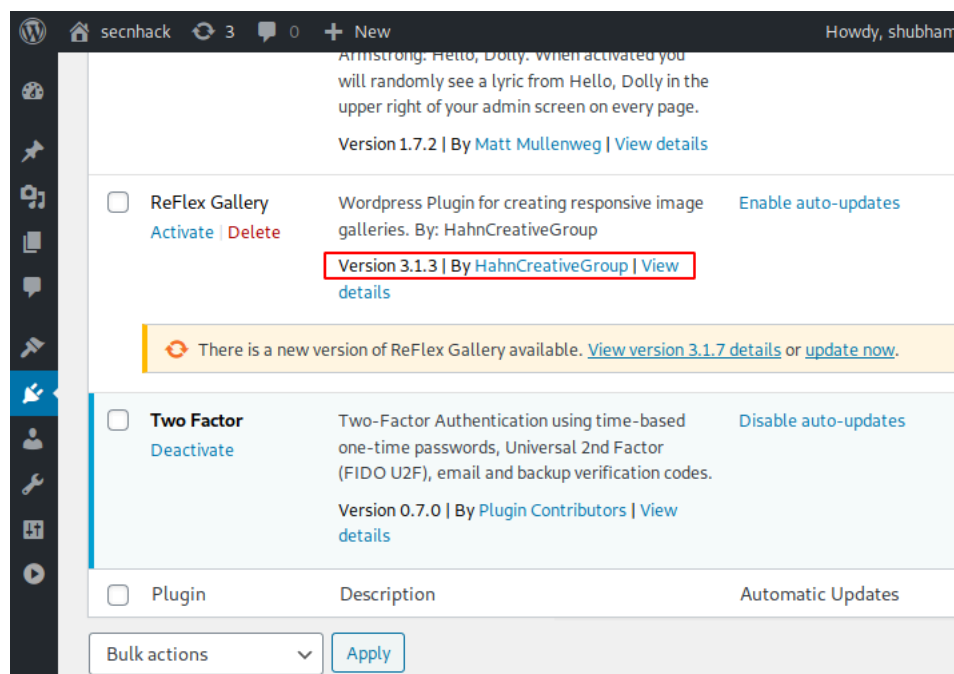 secnhack 3 0 + New Howdy, shubham
Armstrong: Hello, Dolly. When activated you
will randomly see a lyric from Hello, Dolly in the
upper right of your admin screen on every page.
Version 1.7.2 | By Matt Mullenweg | View details
ReFlex Gallery
Activate | Delete
Wordpress Plugin for creating responsive image
galleries. By: HahnCreativeGroup
Version 3.1.3 | By HahnCreativeGroup | View
details
Enable auto-updates
There is a new version of ReFlex Gallery available. View version 3.1.7 details or update now.
Two Factor
Deactivate
Two-Factor Authentication using time-based
one-time passwords, Universal 2nd Factor
(FIDO U2F), email and backup verification codes.
Version 0.7.0 | By Plugin Contributors | View
details
Disable auto-updates
Plugin Description Automatic Updates
Bulk actions Apply